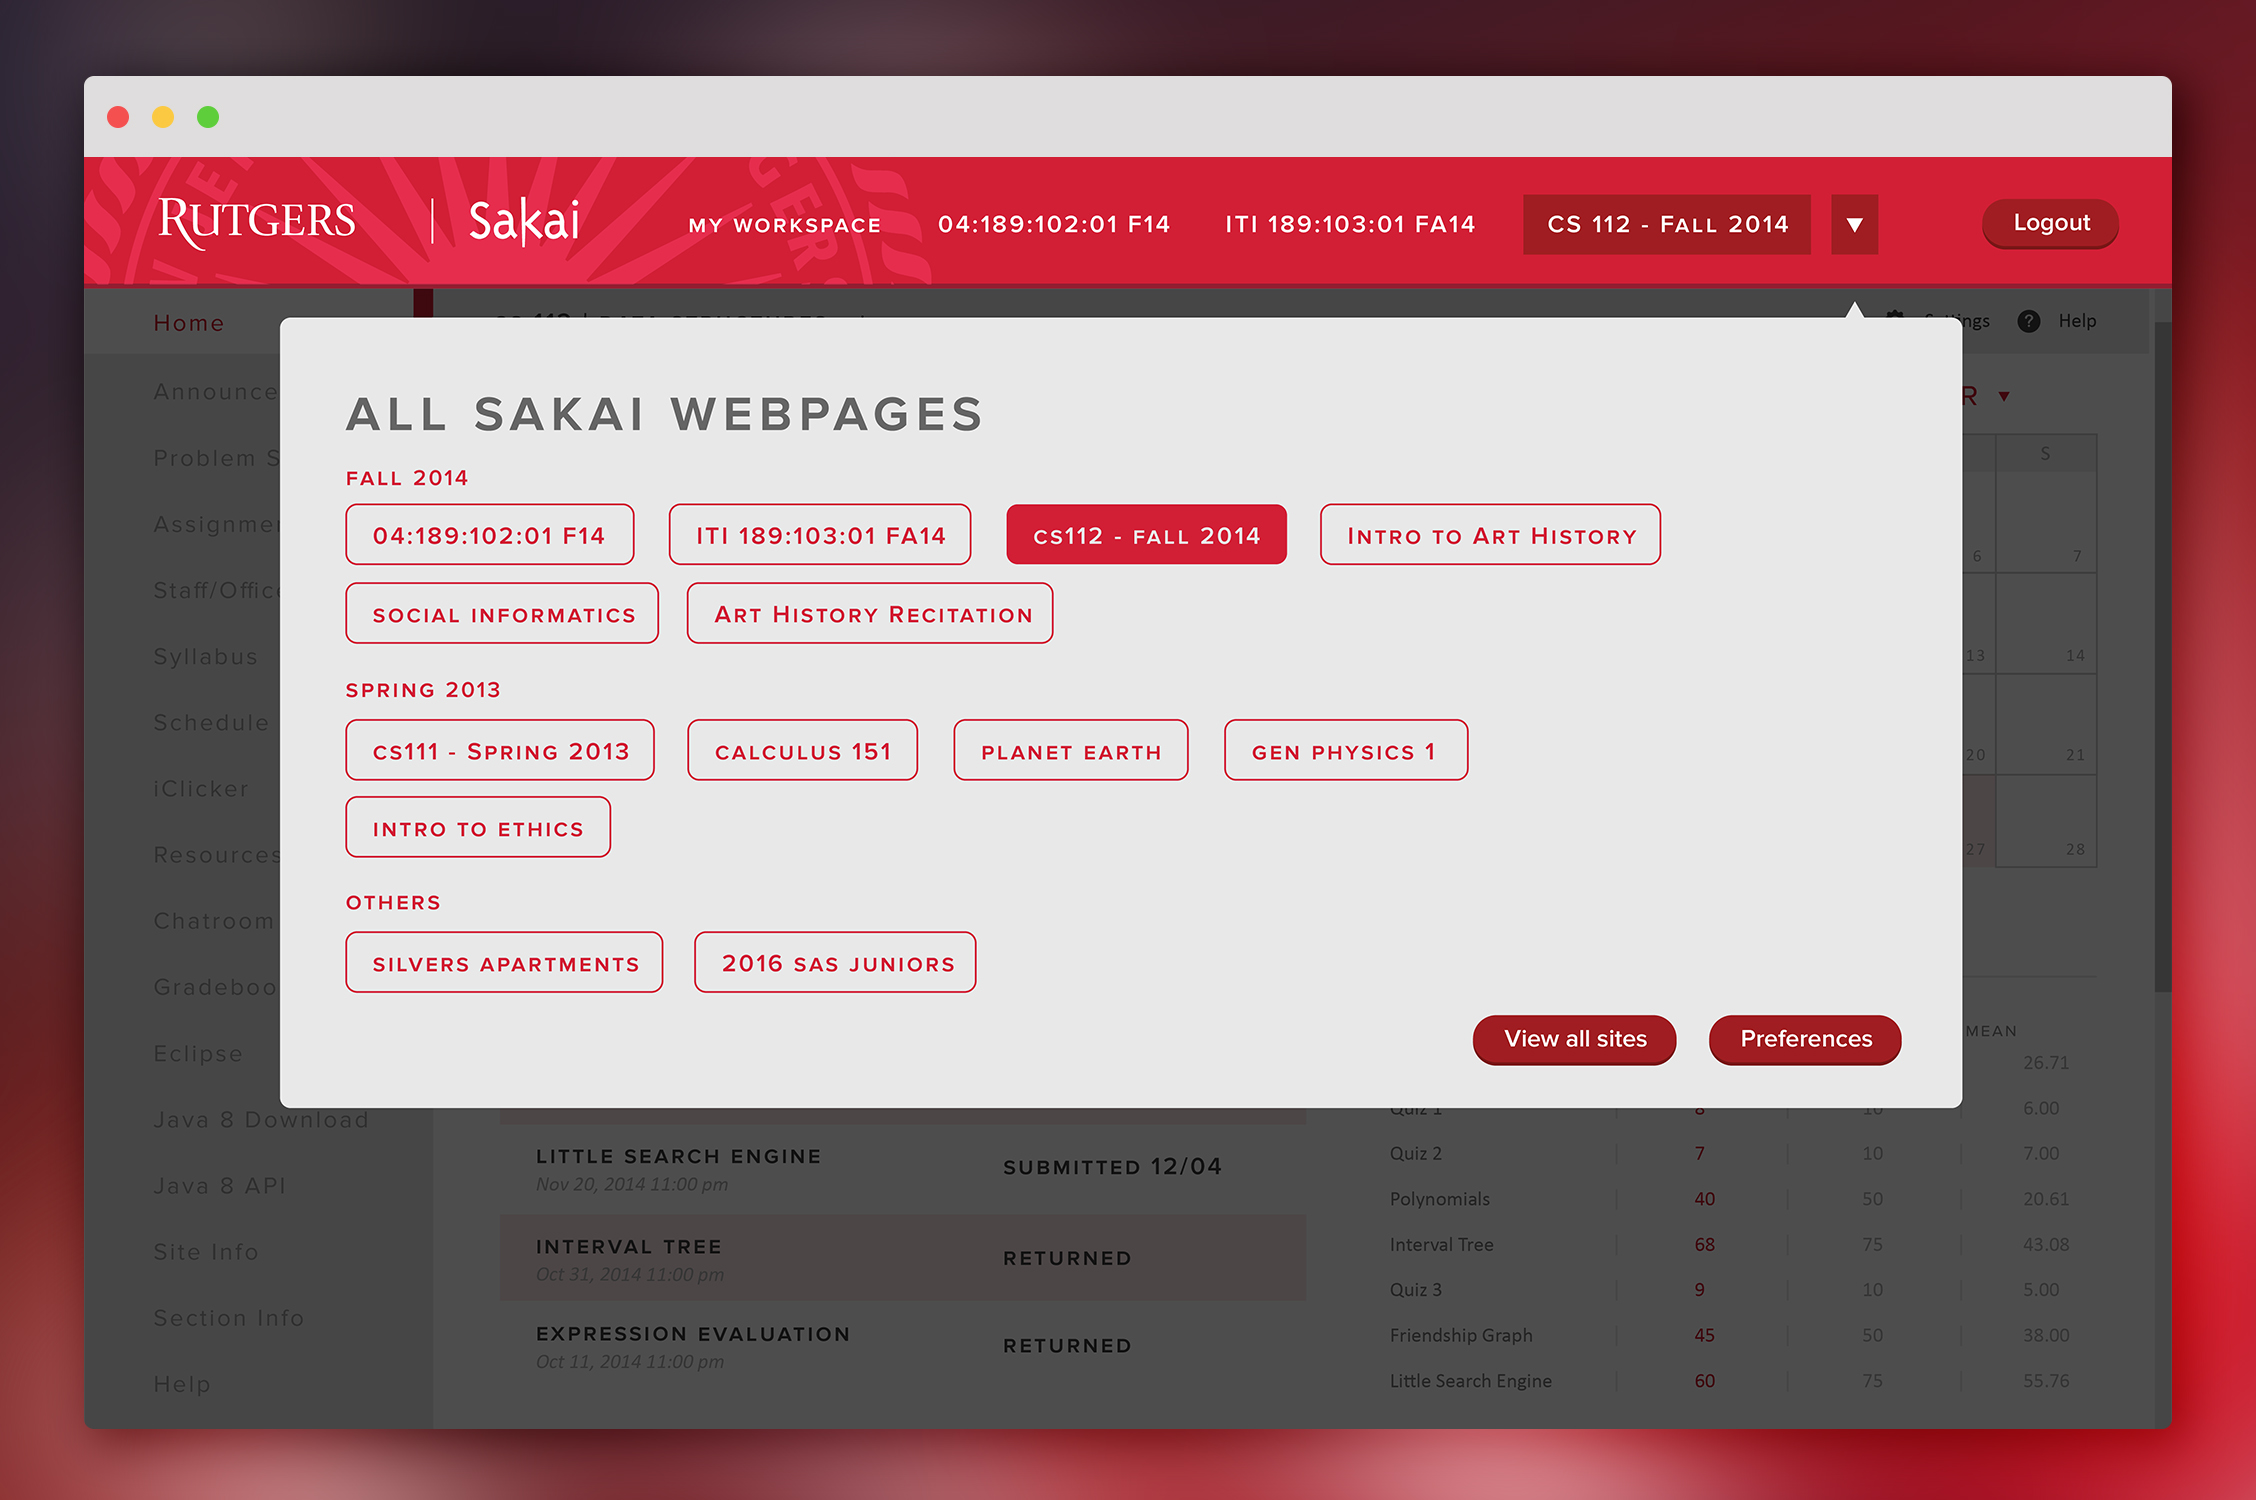 RUTGERS | Sakai MY WORKSPACE 04:189:102:01 F14 ITI 189:103:01 FA14 CS 112 - FALL 2014 ▼ Logout
Home
Settings ? Help
ALL SAKAI WEBPAGES
FALL 2014
04:189:102:01 F14 ITI 189:103:01 FA14 CS112 - FALL 2014 INTRO TO ART HISTORY
SOCIAL INFORMATICS ART HISTORY RECITATION
SPRING 2013
CS111 - SPRING 2013 CALCULUS 151 PLANET EARTH GEN PHYSICS 1
INTRO TO ETHICS
OTHERS
SILVERS APARTMENTS 2016 SAS JUNIORS
View all sites Preferences
Announce
Problem S
Assignme
Staff/Office
Syllabus
Schedule
iClicker
Resources
Chatroom
Gradeboo
Eclipse
Java 8 Download
Java 8 API
Site Info
Section Info
Help
R ▼
S
6 7
13 14
20 21
27 28
LITTLE SEARCH ENGINE SUBMITTED 12/04
Nov 20, 2014 11:00 pm
INTERVAL TREE RETURNED
Oct 31, 2014 11:00 pm
EXPRESSION EVALUATION RETURNED
Oct 11, 2014 11:00 pm
MEAN
26.71
Quiz 1 8 10 6.00
Quiz 2 7 10 7.00
Polynomials 40 50 20.61
Interval Tree 68 75 43.08
Quiz 3 9 10 5.00
Friendship Graph 45 50 38.00
Little Search Engine 60 75 55.76